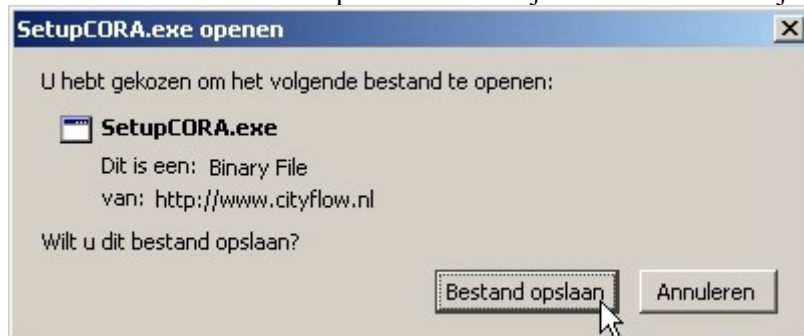 SetupCORA.exe openen
U hebt gekozen om het volgende bestand te openen:
SetupCORA.exe
Dit is een: Binary File
van: http://www.cityflow.nl
Wilt u dit bestand opslaan?
Bestand opslaan Annuleren